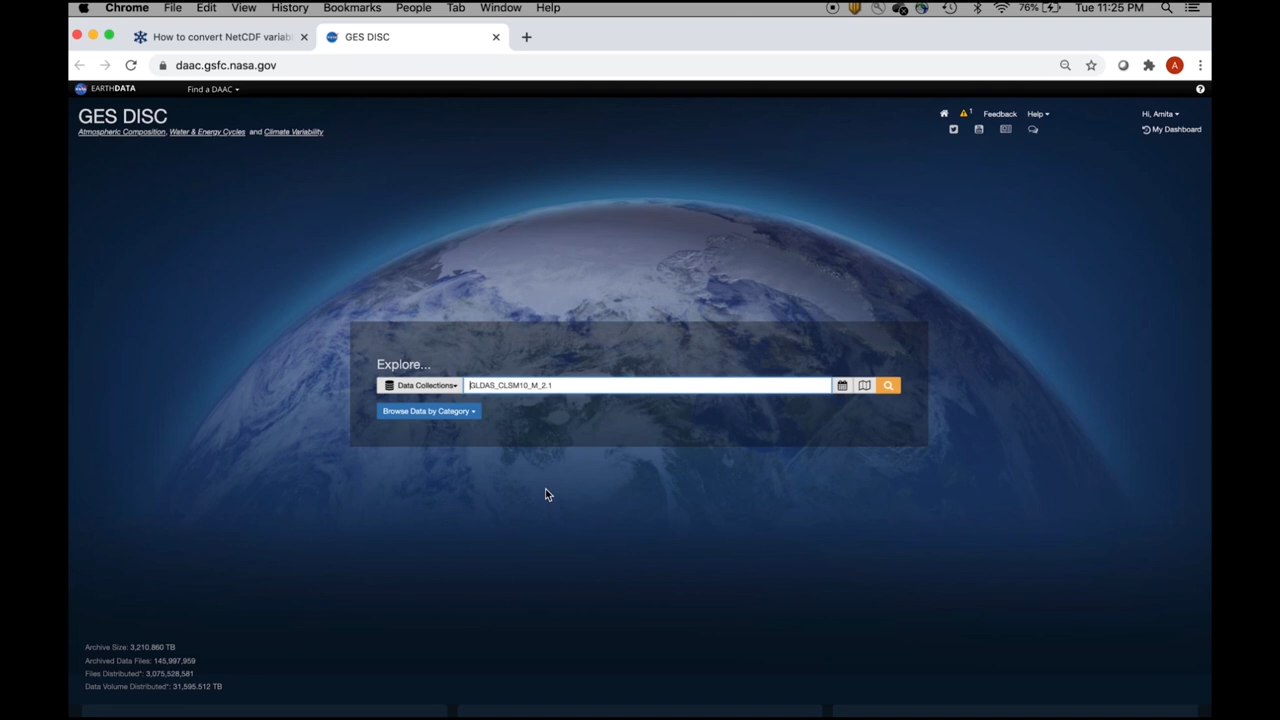 Chrome File Edit View History Bookmarks People Tab Window Help 76% Tue 11:25 PM
How to convert NetCDF variab GES DISC
daac.gsfc.nasa.gov A
EARTHDATA Find a DAAC
GES DISC
Atmospheric Composition, Water & Energy Cycles and Climate Variability
1 Feedback Help Hi, Amita
My Dashboard
Explore...
Data Collections GLDAS_CLSM10_M_2.1
Browse Data by Category
Archive Size: 3,210.860 TB
Archived Data Files: 145,997,959
Files Distributed*: 3,075,528,581
Data Volume Distributed*: 31,595.512 TB